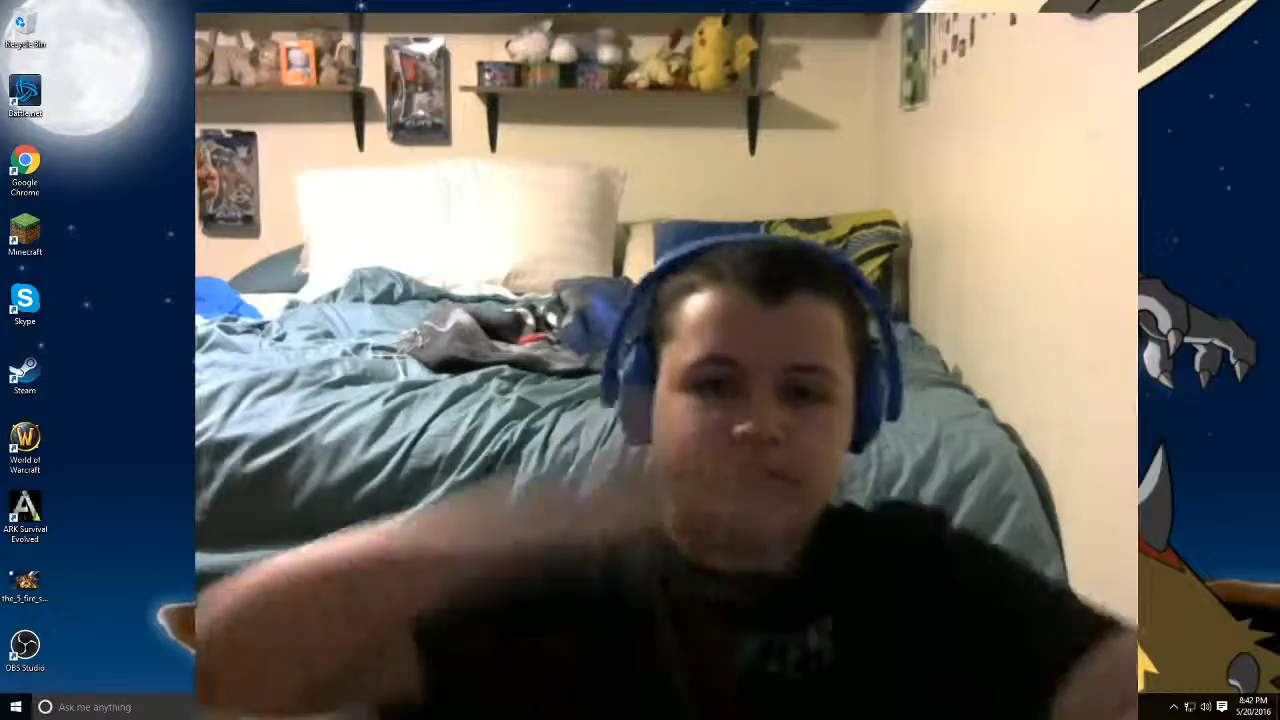 Recycle Bin
Battle.net
Google
Chrome
Minecraft
Skype
Steam
World of
Warcraft
ARK Survival
Evolved
the_5_fire_s...
OBS Studio
Ask me anything
8:42 PM
5/20/2016